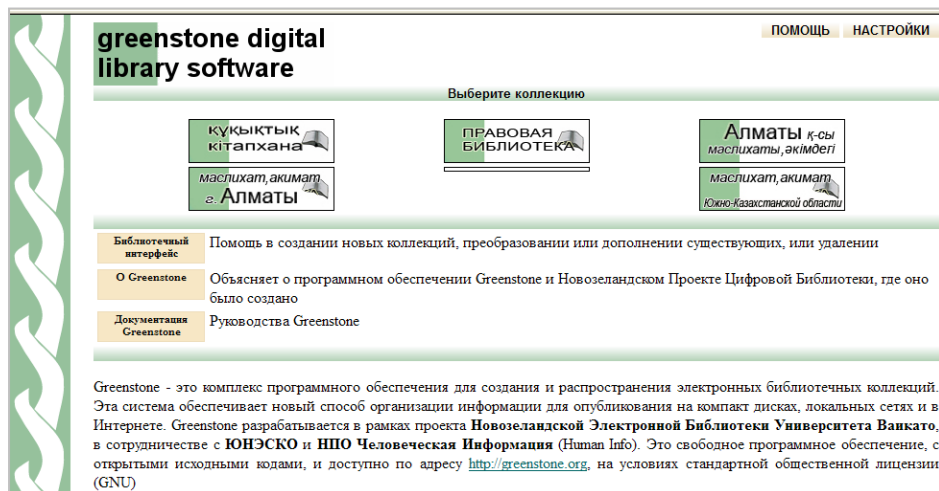 greenstone digital
library software
ПОМОЩЬ НАСТРОЙКИ
Выберите коллекцию
құқықтық
кітапхана
ПРАВОВАЯ
БИБЛИОТЕКА
Алматы қ-сы
маслихаты,әкімдегі
маслихат,акимат
г. Алматы
маслихат,акимат
Южно-Казахстанской области
Библиотечный
интерфейс
Помощь в создании новых коллекций, преобразовании или дополнении существующих, или удалении
О Greenstone
Объясняет о программном обеспечении Greenstone и Новозеландском Проекте Цифровой Библиотеки, где оно
было создано
Документация
Greenstone
Руководства Greenstone
Greenstone - это комплекс программного обеспечения для создания и распространения электронных библиотечных коллекций.
Эта система обеспечивает новый способ организации информации для опубликования на компакт дисках, локальных сетях и в
Интернете. Greenstone разрабатывается в рамках проекта Новозеландской Электронной Библиотеки Университета Ваикато,
в сотрудничестве с ЮНЭСКО и НПО Человеческая Информация (Human Info). Это свободное программное обеспечение, с
открытыми исходными кодами, и доступно по адресу http://greenstone.org, на условиях стандартной общественной лицензии
(GNU)